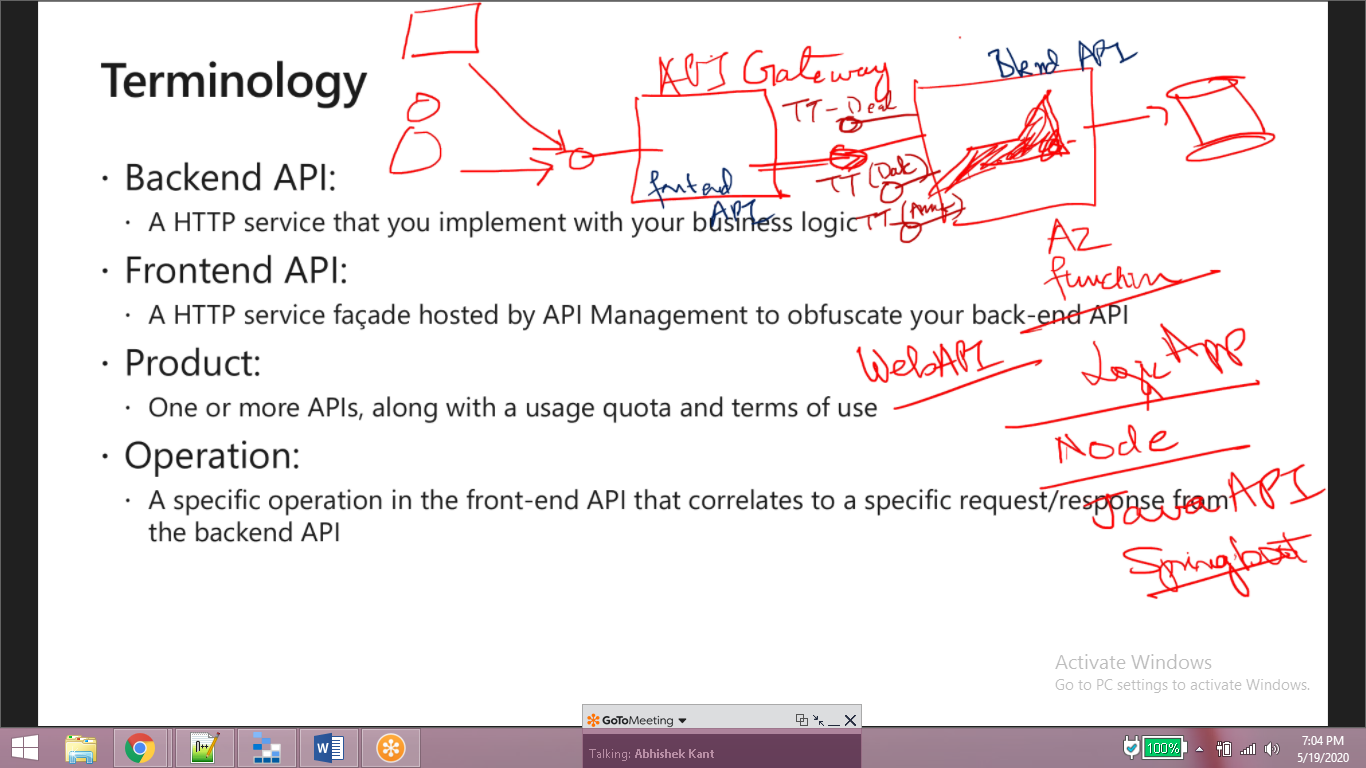 Terminology
API Gateway
Blend API
TT-Deal
frontend
API
TT
TT
AZ
function
WebAPI
Logic App
Node
Java API
Springboot
· Backend API:
· A HTTP service that you implement with your business logic
· Frontend API:
· A HTTP service façade hosted by API Management to obfuscate your back-end API
· Product:
· One or more APIs, along with a usage quota and terms of use
· Operation:
· A specific operation in the front-end API that correlates to a specific request/response from
the backend API
Activate Windows
Go to PC settings to activate Windows.
GoToMeeting
Talking: Abhishek Kant
100%
7:04 PM
5/19/2020